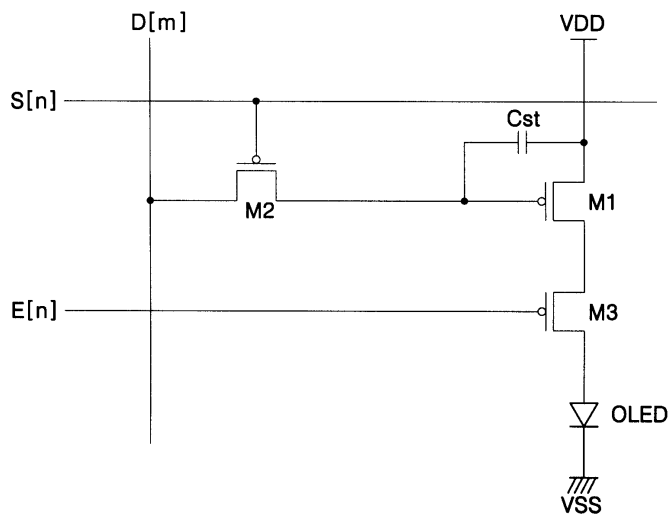 D[m]
VDD
S[n]
Cst
M2
M1
E[n]
M3
OLED
VSS